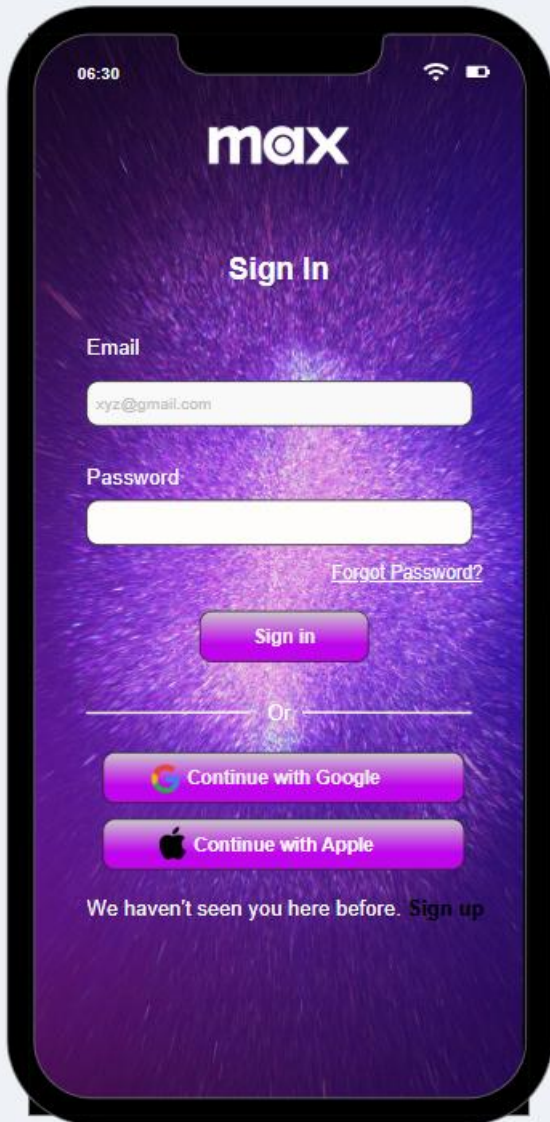 06:30
max
Sign In
Email
xyz@gmail.com
Password
Forgot Password?
Sign in
Or
Continue with Google
Continue with Apple
We haven't seen you here before. Sign up